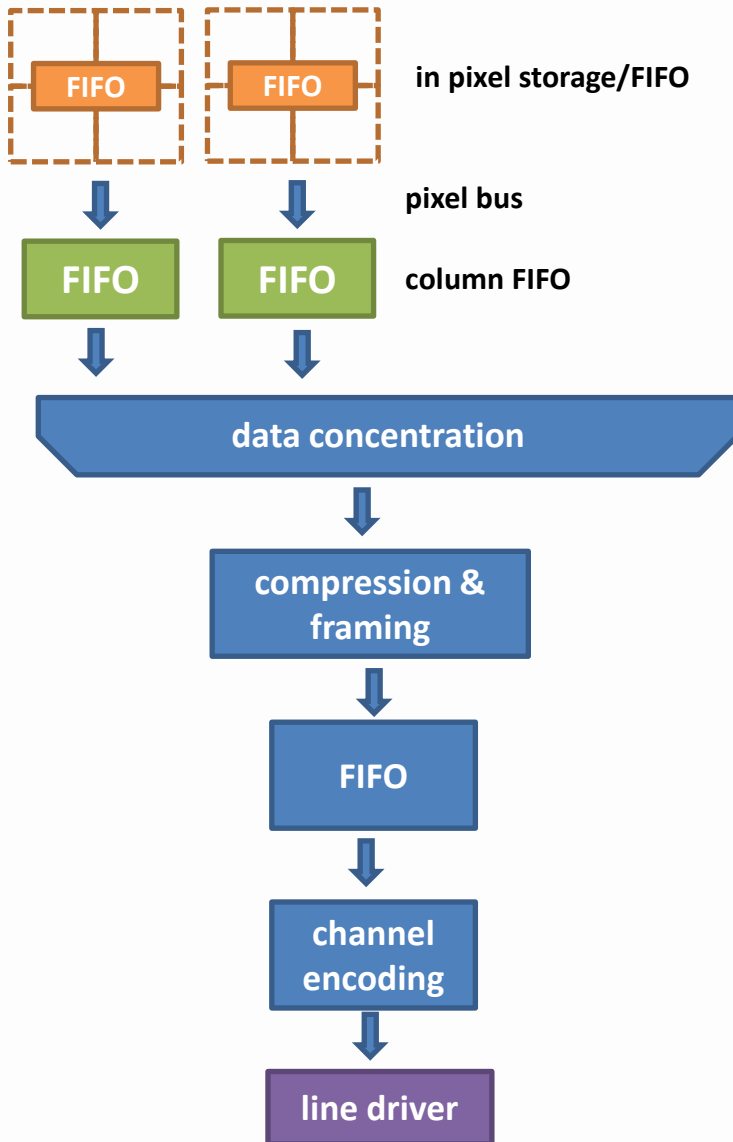 FIFO
FIFO
in pixel storage/FIFO
pixel bus
FIFO
FIFO
column FIFO
data concentration
compression &
framing
FIFO
channel
encoding
line driver